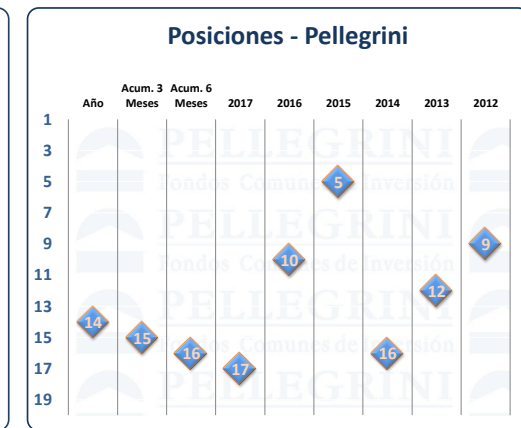 Posiciones - Pellegrini
Año Acum. 3 Meses Acum. 6 Meses 2017 2016 2015 2014 2013 2012
1
3
PELLEGRINI
5
5
Fondos Comunes de Inversión
7
PELLEGRINI
9
9
10
Fondos Comunes de Inversión
11
12
13
PELLEGRINI
14
15
15
16
16
Fondos Comunes de Inversión
17
17
PELLEGRINI
19